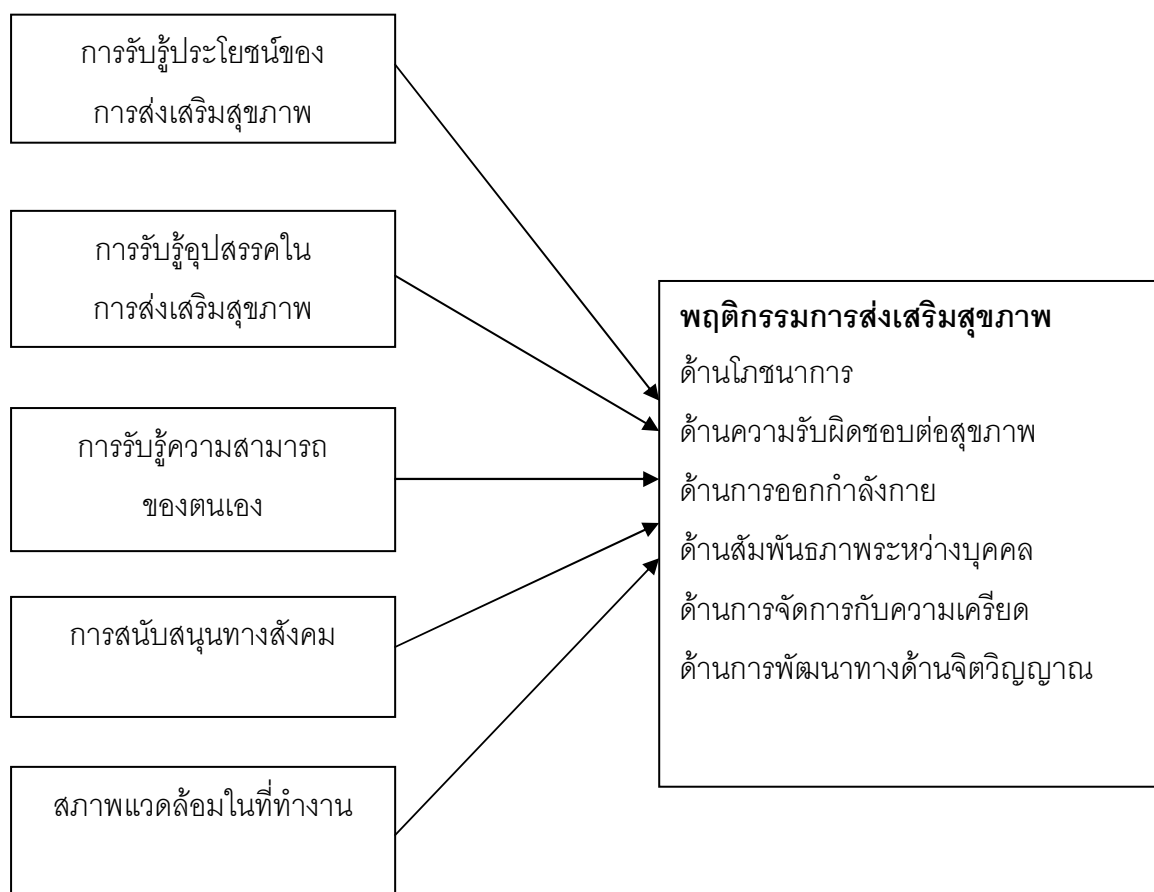 การรับรู้ประโยชน์ของ
การส่งเสริมสุขภาพ
การรับรู้อุปสรรคใน
การส่งเสริมสุขภาพ
การรับรู้ความสามารถ
ของตนเอง
การสนับสนุนทางสังคม
สภาพแวดล้อมในที่ทำงาน
พฤติกรรมการส่งเสริมสุขภาพ
ด้านโภชนาการ
ด้านความรับผิดชอบต่อสุขภาพ
ด้านการออกกำลังกาย
ด้านสัมพันธภาพระหว่างบุคคล
ด้านการจัดการกับความเครียด
ด้านการพัฒนาทางด้านจิตวิญญาณ